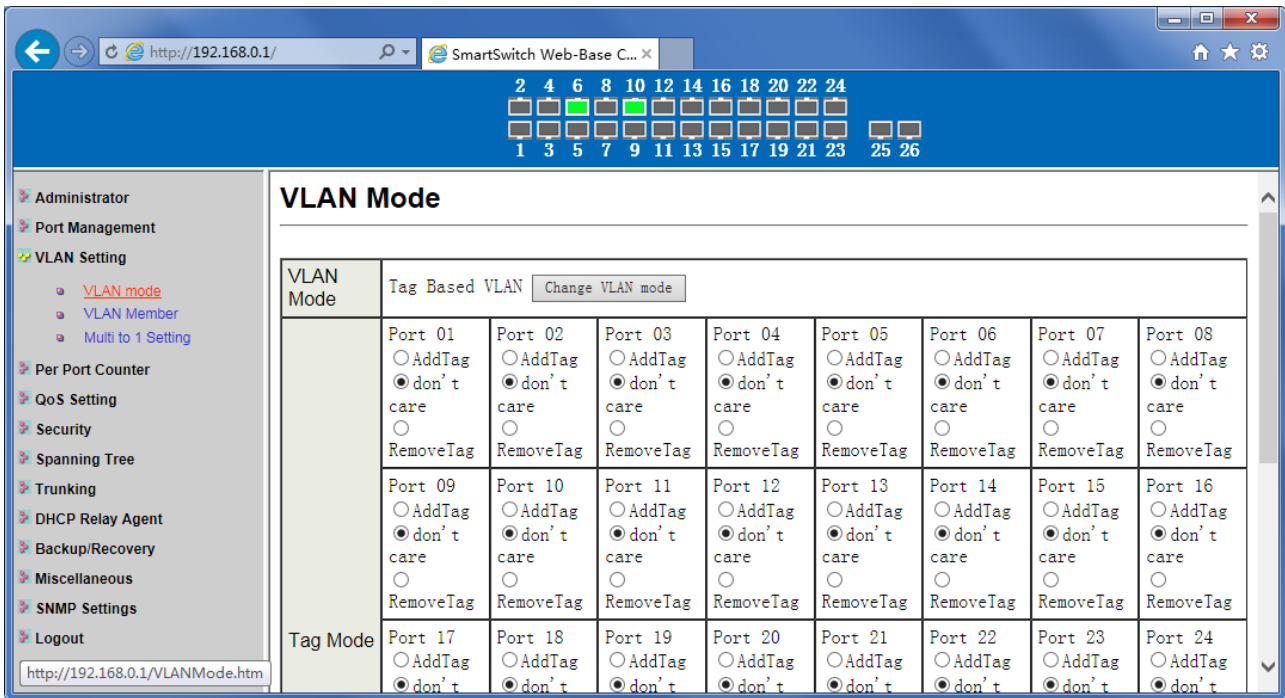 http://192.168.0.1/
SmartSwitch Web-Base C...
2 4 6 8 10 12 14 16 18 20 22 24
1 3 5 7 9 11 13 15 17 19 21 23 25 26
Administrator
Port Management
VLAN Setting
VLAN mode
VLAN Member
Multi to 1 Setting
Per Port Counter
QoS Setting
Security
Spanning Tree
Trunking
DHCP Relay Agent
Backup/Recovery
Miscellaneous
SNMP Settings
Logout
http://192.168.0.1/VLANMode.htm
VLAN Mode
VLAN
Mode
Tag Based VLAN Change VLAN mode
Tag Mode
Port 01 Port 02 Port 03 Port 04 Port 05 Port 06 Port 07 Port 08
AddTag AddTag AddTag AddTag AddTag AddTag AddTag AddTag
don't don't don't don't don't don't don't don't
care care care care care care care care
RemoveTag RemoveTag RemoveTag RemoveTag RemoveTag RemoveTag RemoveTag RemoveTag
Port 09 Port 10 Port 11 Port 12 Port 13 Port 14 Port 15 Port 16
AddTag AddTag AddTag AddTag AddTag AddTag AddTag AddTag
don't don't don't don't don't don't don't don't
care care care care care care care care
RemoveTag RemoveTag RemoveTag RemoveTag RemoveTag RemoveTag RemoveTag RemoveTag
Port 17 Port 18 Port 19 Port 20 Port 21 Port 22 Port 23 Port 24
AddTag AddTag AddTag AddTag AddTag AddTag AddTag AddTag
don't don't don't don't don't don't don't don't